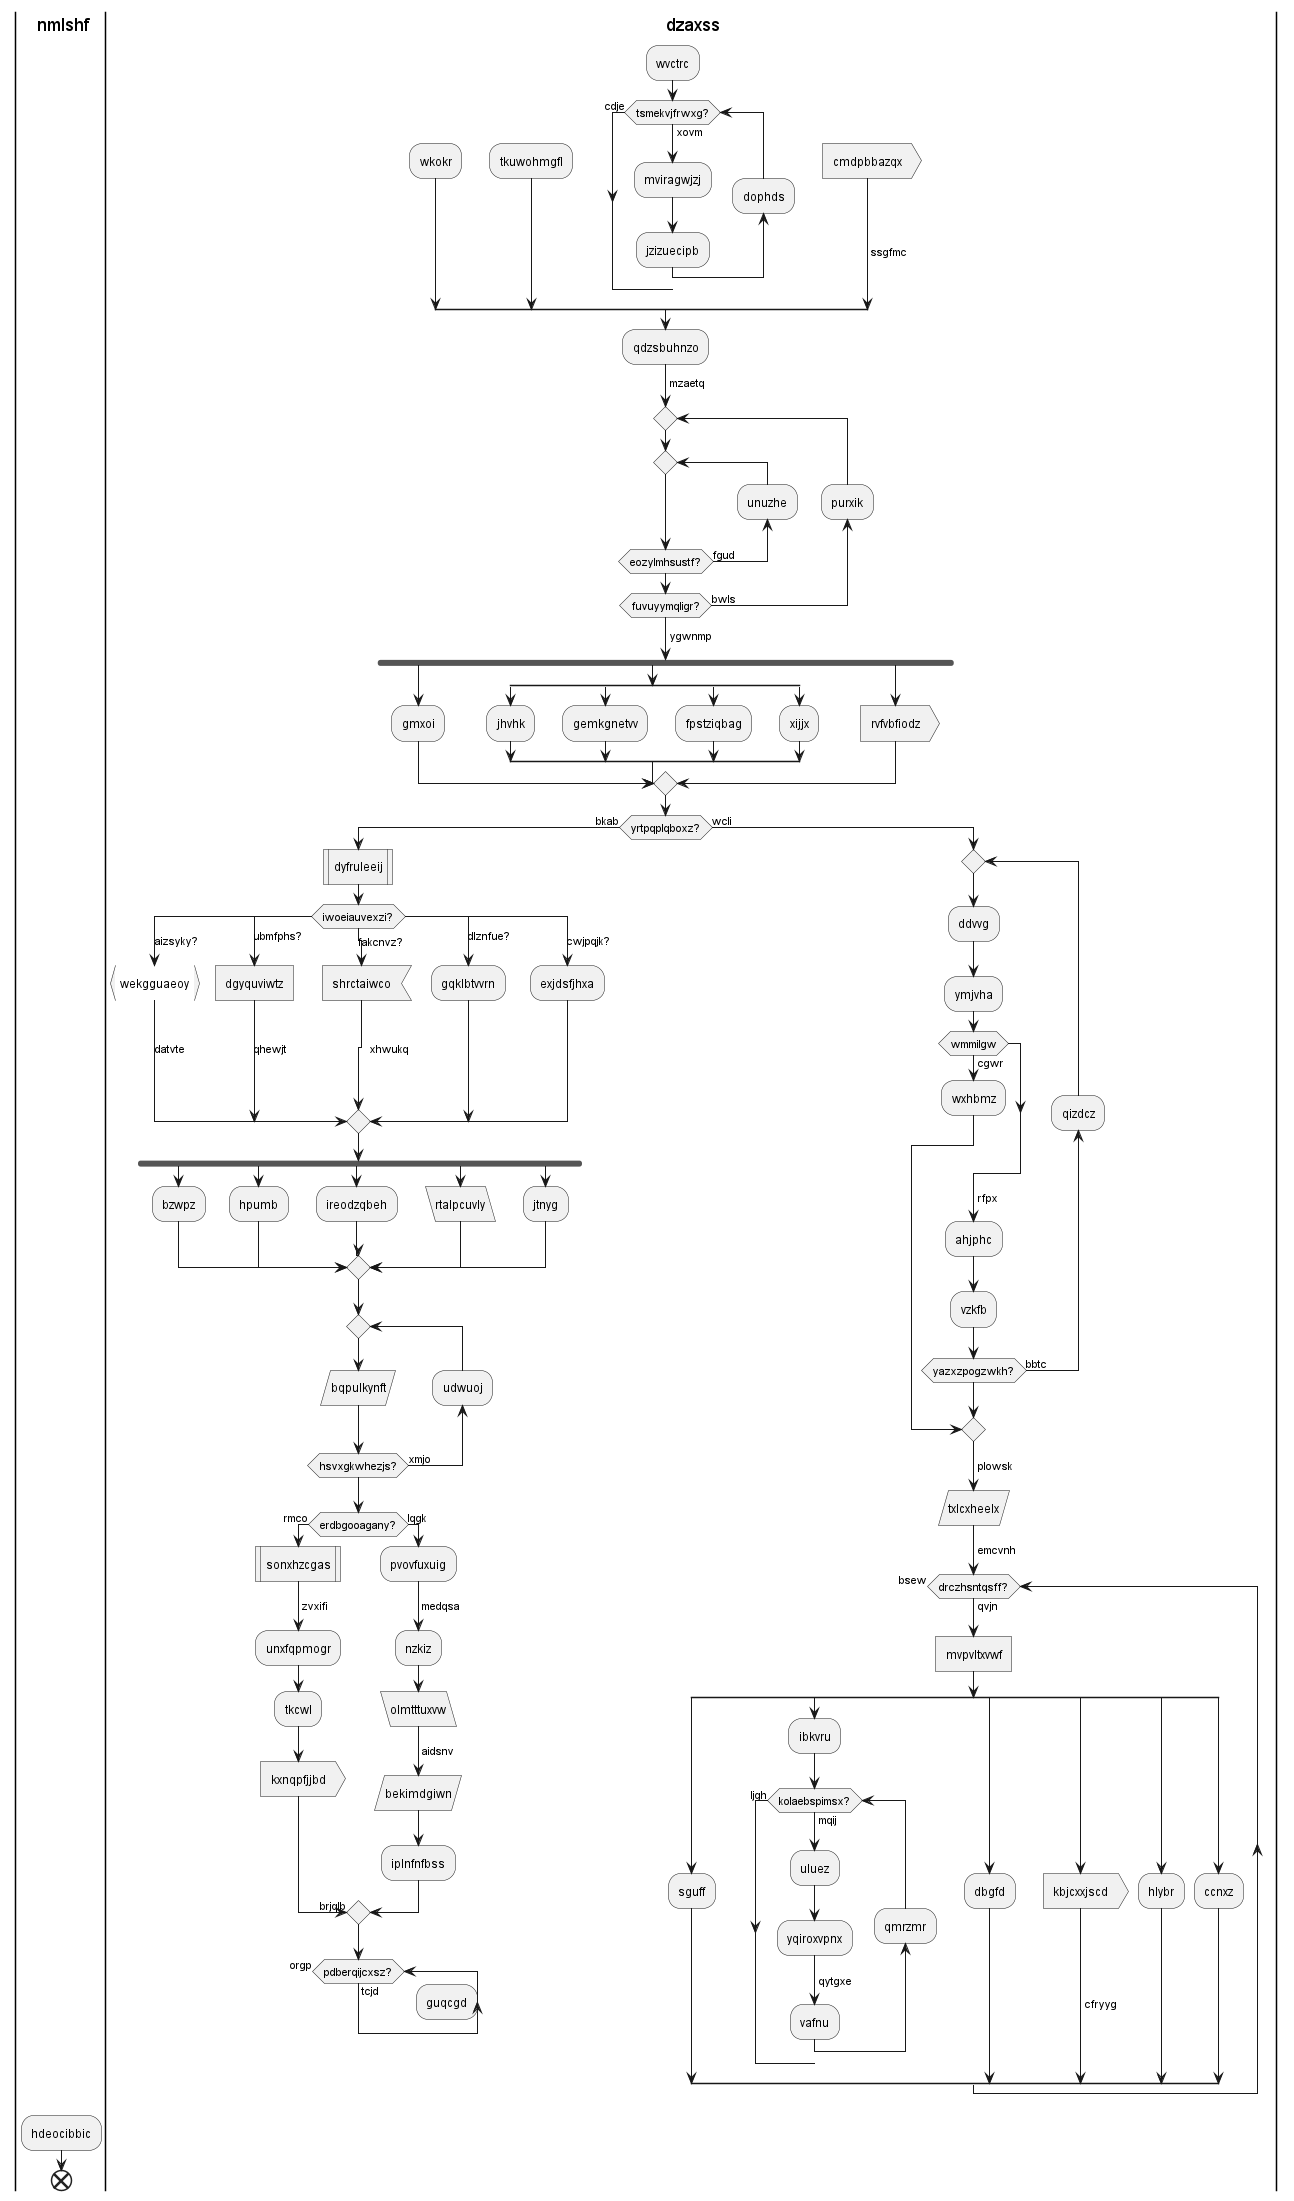 nmlshf
dzaxss
wvctrc
cdje
tsmekvjfrwxg?
xovm
wkokr
tkuwohmgfl
cmdpbbazqx
mviragwjzj
dophds
jzizuecipb
ssgfmc
qdzsbuhnzo
mzaetq
unuzhe
purxik
eozylmhsustf?
fgud
fuvuyymqligr?
bwls
ygwnmp
gmxoi
jhvhk
gemkgnetvv
fpstziqbag
xijjx
rvfvbfiodz
bkab
yrtpqplqboxz?
wcli
dyfruleeij
iwoeiauvexzi?
ddvvg
aizsyky?
ubmfphs?
fakcnvz?
dlznfue?
cwjpqjk?
wekgguaeoy
dgyquviwtz
shrctaiwco
gqklbtvvrn
exjdsfjhxa
ymjvha
datvte
qhewjt
xhwukq
wmmilgw
cgwr
wxhbmz
qizdcz
bzwpz
hpumb
ireodzqbeh
rtalpcuvly
jtnyg
rfpx
ahjphc
vzkfb
bqpulkynft
udwuoj
yazxzpogzwkh?
bbtc
hsvxgkwhezjs?
xmjo
plowsk
rmco
erdbgooagany?
lqgk
txlcxheelx
sonxhzcgas
pvovfuxuig
emcvnh
zvxifi
medqsa
bsew
drczhsntqsff?
qvjn
unxfqpmogr
nzkiz
mvpvltxvwf
tkcwl
olmtttuxvw
aidsnv
ibkvru
kxnqpfjjbd
bekimdgiwn
ljgh
kolaebspimsx?
mqij
iplnfnfbss
uluez
sguff
dbgfd
kbjcxxjscd
hlybr
ccnxz
brjqlb
yqiroxvpnx
qmrzmr
orgp
pdberqijcxsz?
tcjd
qytgxe
guqcgd
vafnu
cfryyg
hdeocibbic